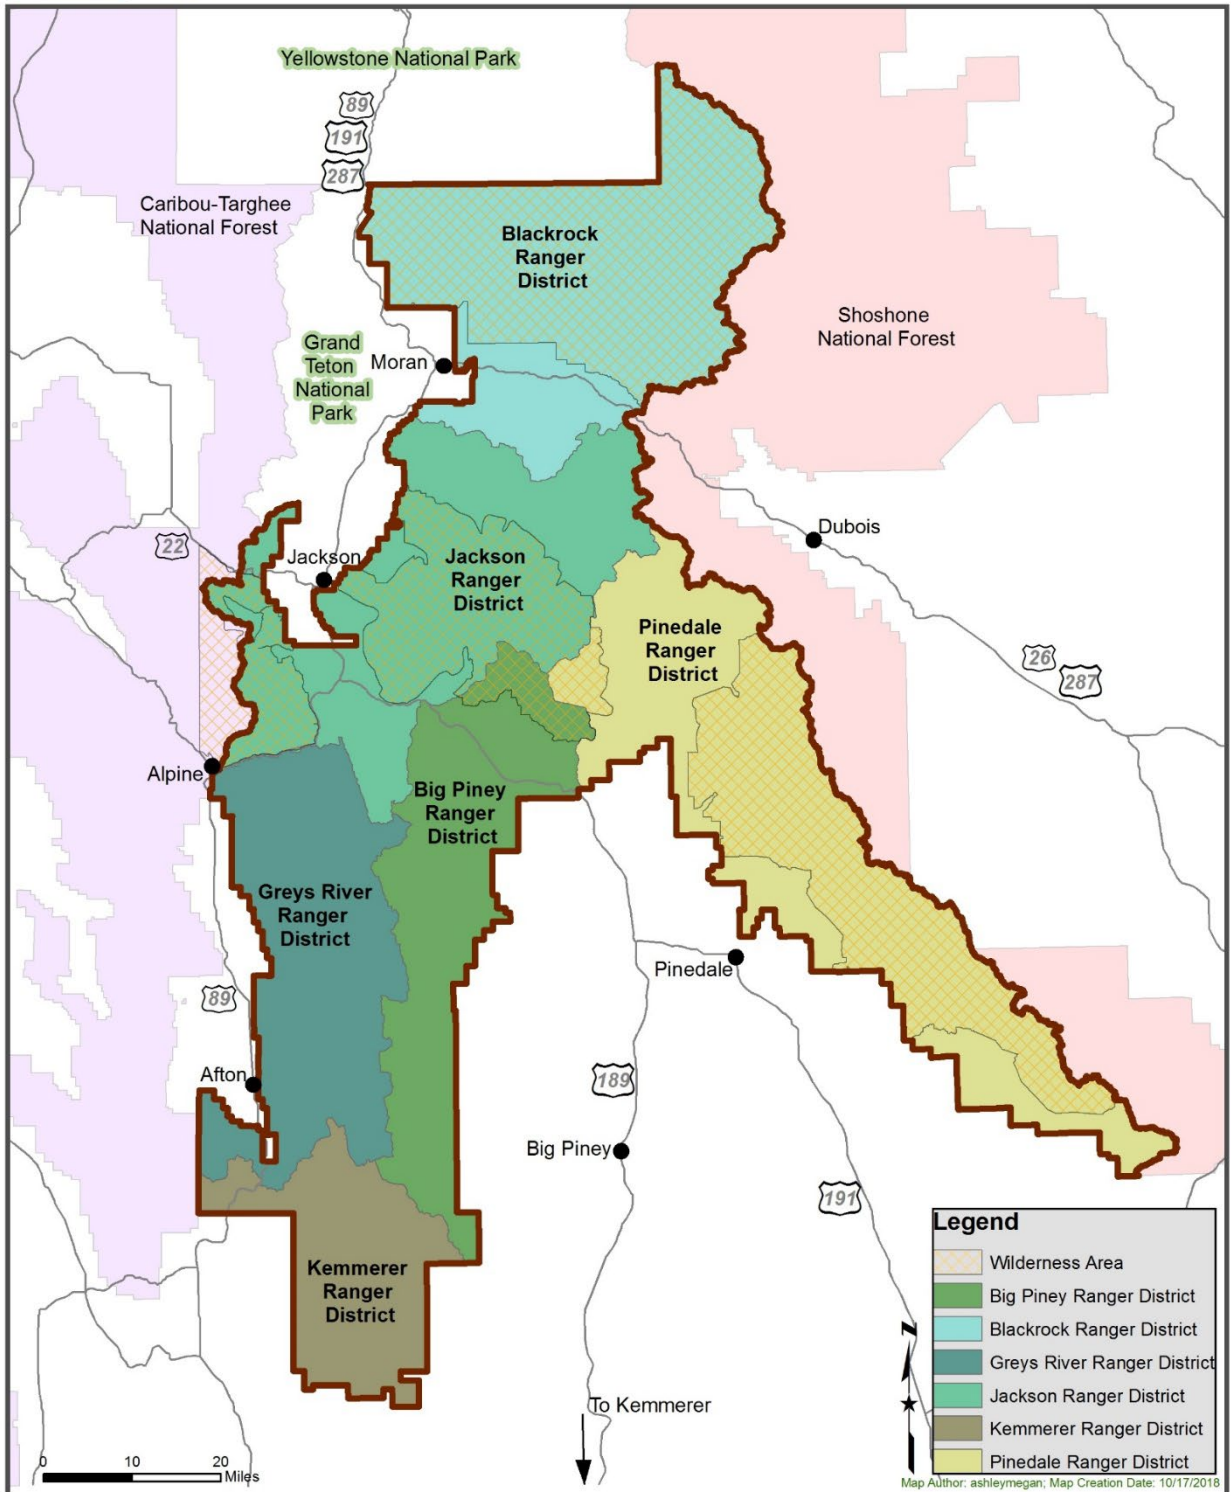 Yellowstone National Park
89
191
287
Caribou-Targhee
National Forest
Blackrock
Ranger
District
Shoshone
National Forest
Grand
Teton
National
Park
Moran
Dubois
22
Jackson
Jackson
Ranger
District
Pinedale
Ranger
District
26
287
Alpine
Big Piney
Ranger
District
Greys River
Ranger
District
Pinedale
89
Afton
189
Big Piney
191
Kemmerer
Ranger
District
To Kemmerer
Legend
Wilderness Area
Big Piney Ranger District
Blackrock Ranger District
Greys River Ranger District
Jackson Ranger District
Kemmerer Ranger District
Pinedale Ranger District
N
0 10 20
Miles
Map Author: ashleymegan; Map Creation Date: 10/17/2018